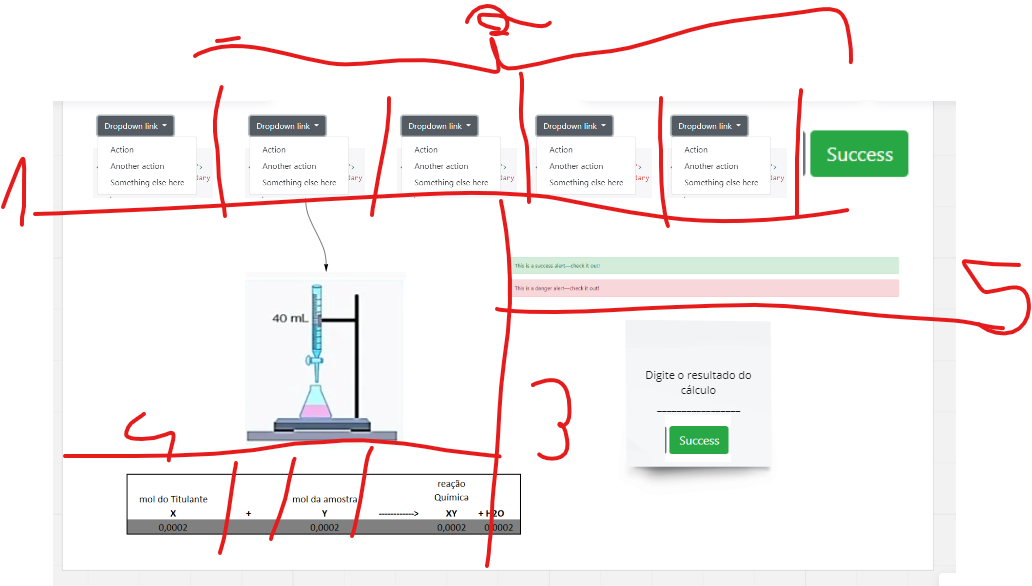 2
Dropdown link Dropdown link Dropdown link Dropdown link Dropdown link
Action Action Action Action Action
Another action Another action Another action Another action Another action
Something else here Something else here Something else here Something else here Something else here
Success
1
This is a success alert—check it out!
This is a danger alert—check it out!
5
40 mL
Digite o resultado do
cálculo
__________________
Success
3
4
reação
mol do Titulante mol da amostra Química
X + Y -----------> XY + H2O
0,0002 0,0002 0,0002 0,0002